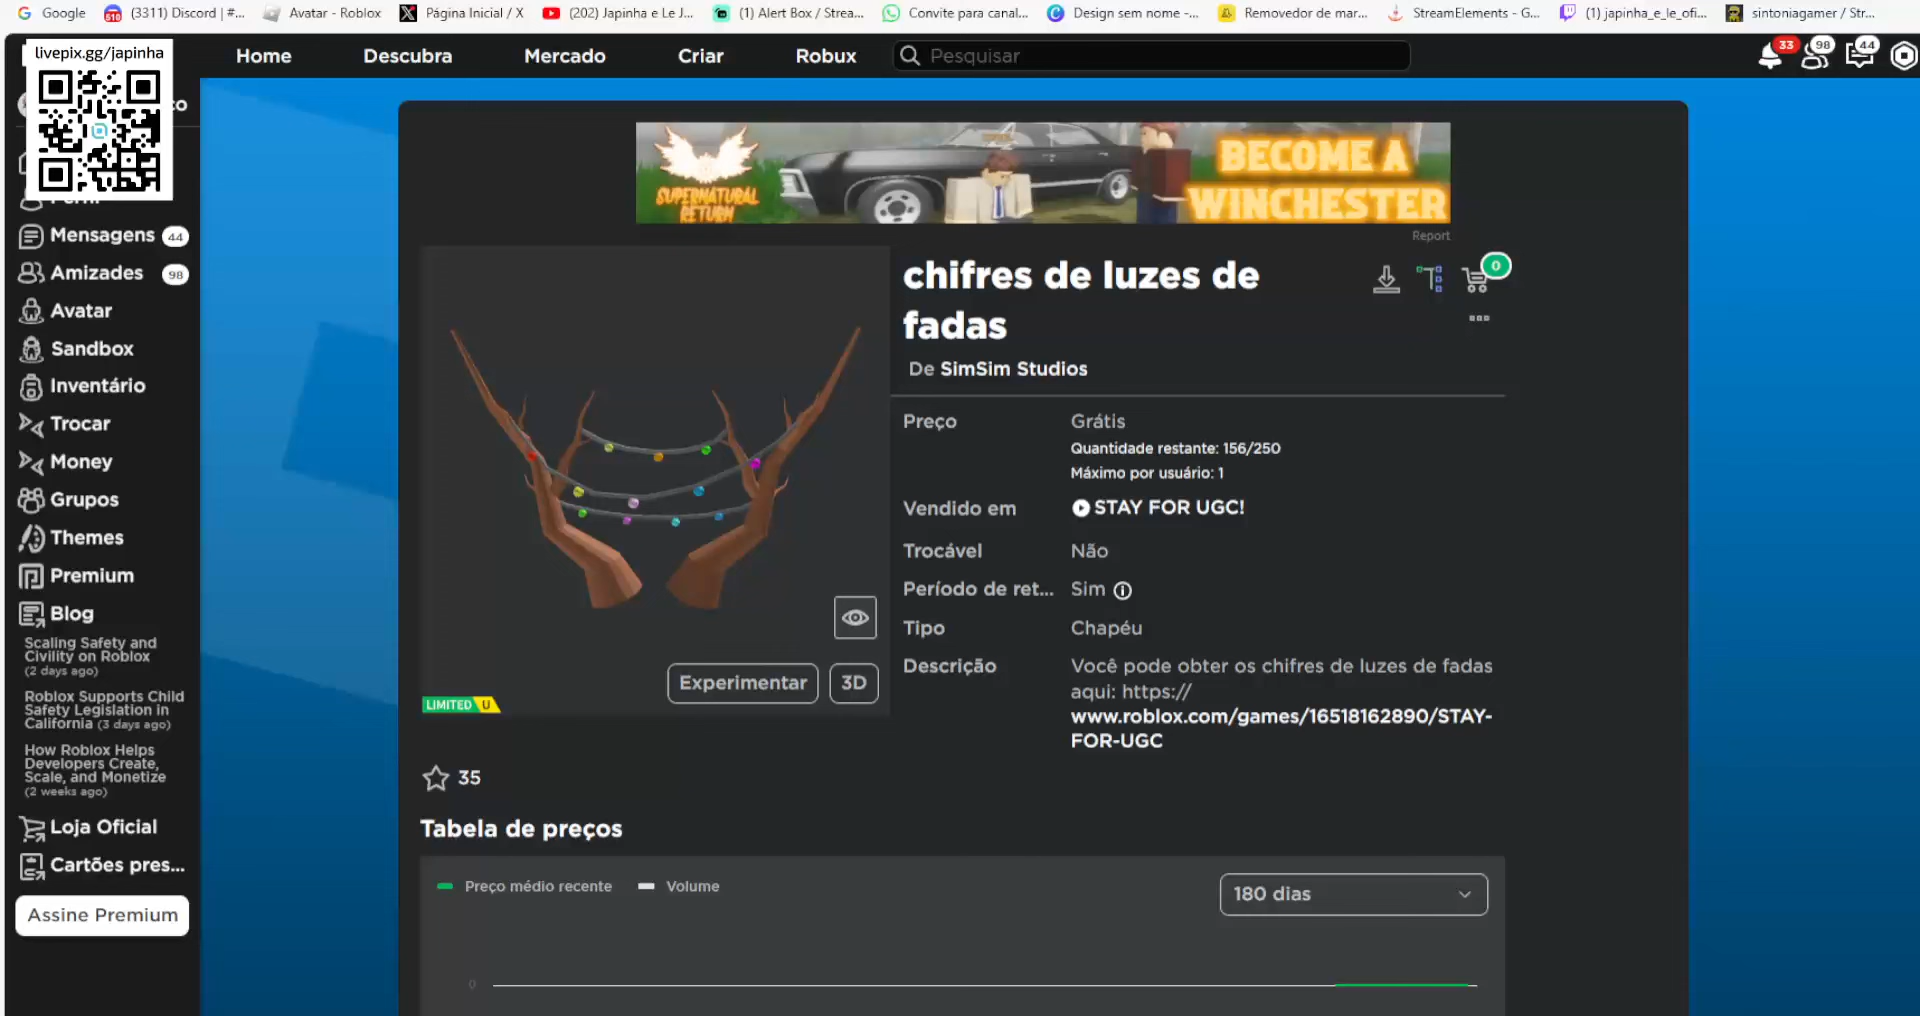 Google
(3311) Discord | #...
Avatar - Roblox
Página Inicial / X
(202) Japinha e Le J...
(1) Alert Box / Strea...
Convite para canal...
Design sem nome -...
Removedor de mar...
StreamElements - G...
(1) japinha_e_le_ofi...
sintoniagamer / Str...
livepix.gg/japinha
Home
Descubra
Mercado
Criar
Robux
Pesquisar
33
98
44
Mensagens 44
Amizades 98
Avatar
Sandbox
Inventário
Trocar
Money
Grupos
Themes
Premium
Blog
Scaling Safety and
Civility on Roblox
(2 days ago)
Roblox Supports Child
Safety Legislation in
California (3 days ago)
How Roblox Helps
Developers Create,
Scale, and Monetize
(2 weeks ago)
Loja Oficial
Cartões pres...
Assine Premium
SUPERNATURAL
RETURN
BECOME A
WINCHESTER
Report
chifres de luzes de
fadas
0
De SimSim Studios
Preço
Grátis
Quantidade restante: 156/250
Máximo por usuário: 1
Vendido em
STAY FOR UGC!
Trocável
Não
Período de ret...
Sim
Tipo
Chapéu
Descrição
Você pode obter os chifres de luzes de fadas
aqui: https://
www.roblox.com/games/16518162890/STAY-
FOR-UGC
Experimentar
3D
LIMITED U
35
Tabela de preços
Preço médio recente
Volume
180 dias
0